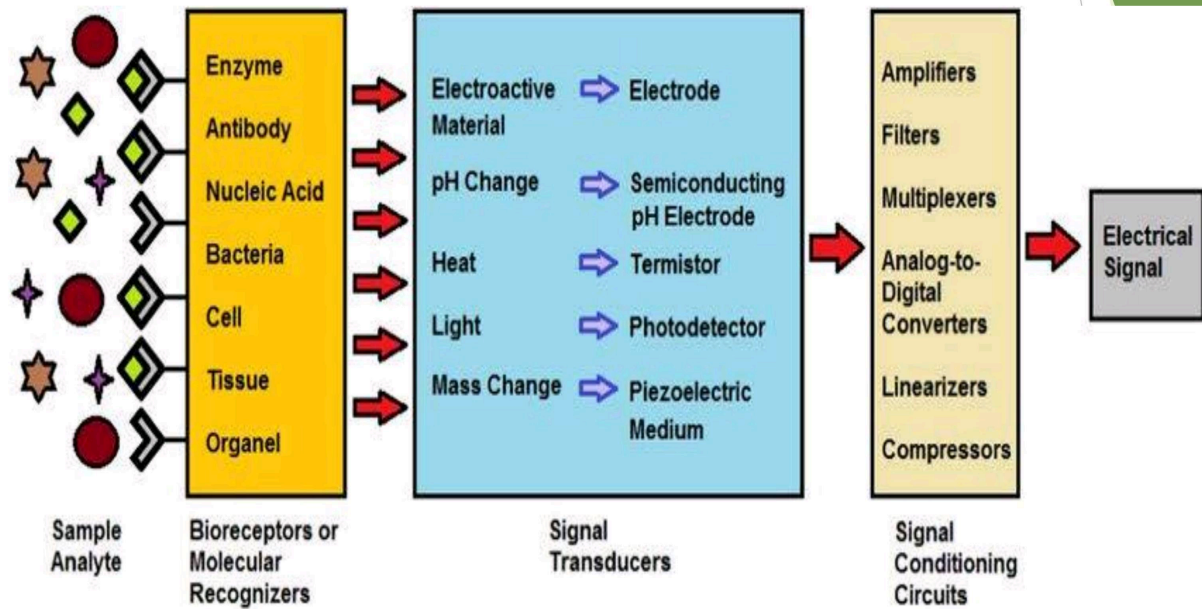 Enzyme
Antibody
Nucleic Acid
Bacteria
Cell
Tissue
Organel
Electroactive
Material
Electrode
pH Change
Semiconducting
pH Electrode
Heat
Termistor
Light
Photodetector
Mass Change
Piezoelectric
Medium
Amplifiers
Filters
Multiplexers
Analog-to-
Digital
Converters
Linearizers
Compressors
Electrical
Signal
Sample
Analyte
Bioreceptors or
Molecular
Recognizers
Signal
Transducers
Signal
Conditioning
Circuits